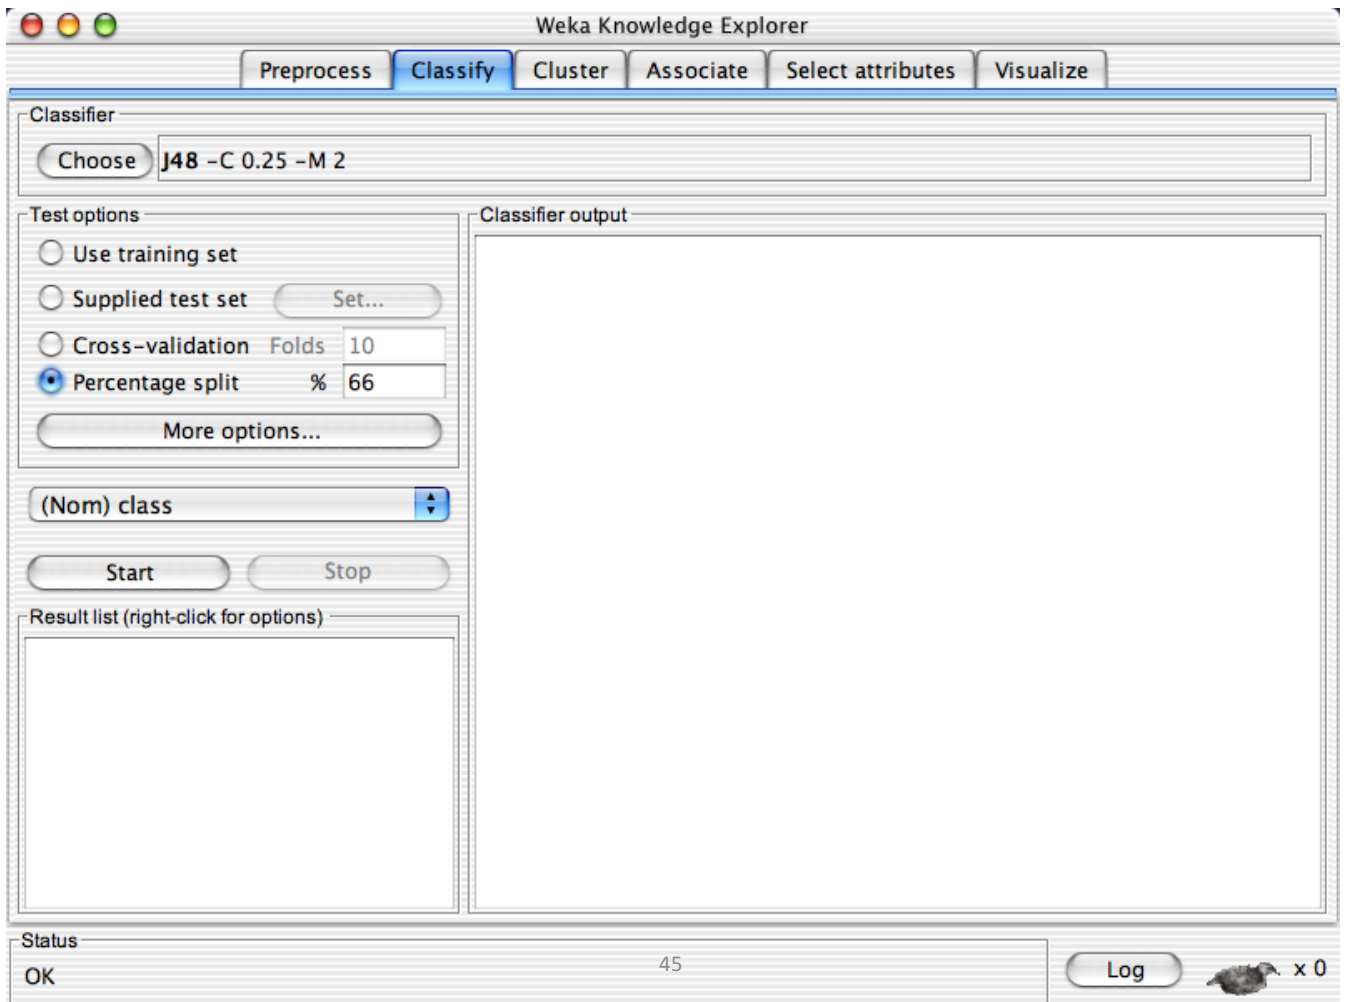 Weka Knowledge Explorer
Preprocess Classify Cluster Associate Select attributes Visualize
Classifier
Choose J48 -C 0.25 -M 2
Test options
Use training set
Supplied test set Set...
Cross-validation Folds 10
Percentage split % 66
More options...
(Nom) class
Start Stop
Result list (right-click for options)
Classifier output
Status
OK
45
Log x 0